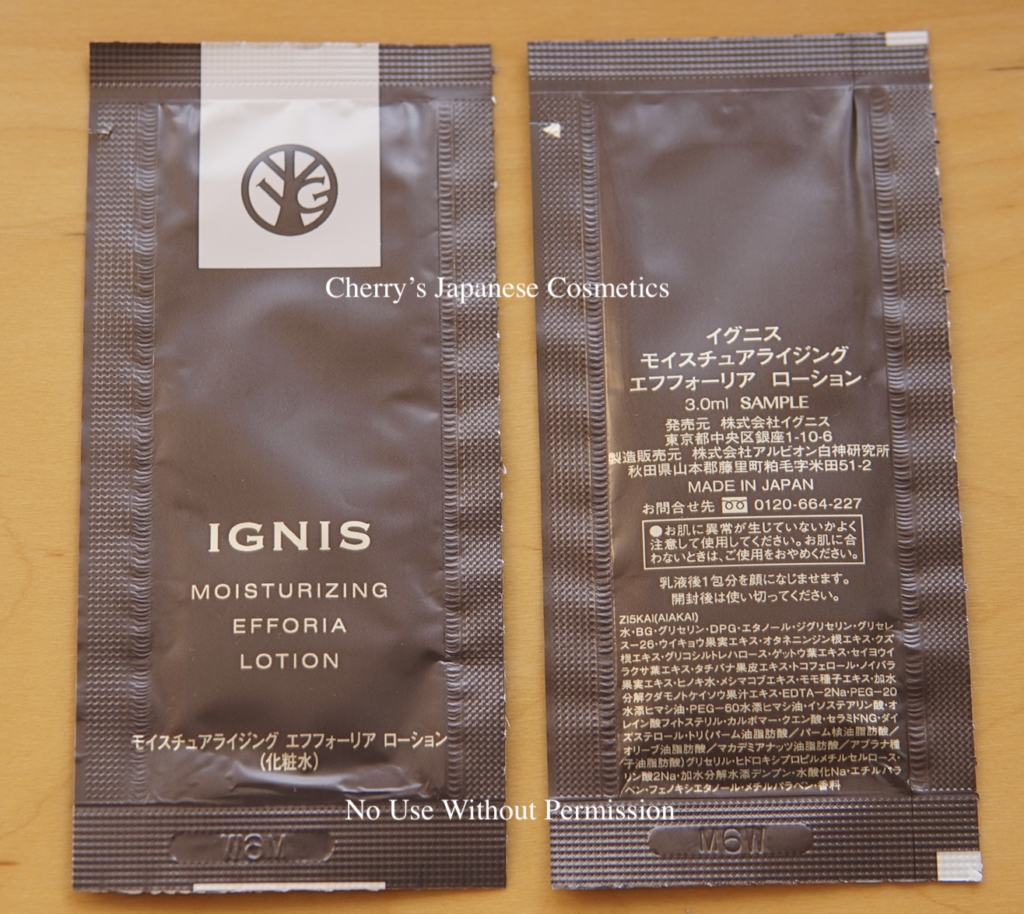 IG
Cherry's Japanese Cosmetics
IGNIS
MOISTURIZING
EFFORIA
LOTION
モイスチュアライジング エフフォーリア ローション
(化粧水)
No Use Without Permission
W6M
イグニス
モイスチュアライジング
エフフォーリア ローション
3.0ml SAMPLE
発売元 株式会社イグニス
東京都中央区銀座1-10-6
製造販売元 株式会社アルビオン白神研究所
秋田県山本郡藤里町粕毛字米田51-2
MADE IN JAPAN
お問合せ先 0120-664-227
●お肌に異常が生じていないかよく
注意して使用してください。お肌に合
わないときは、ご使用をおやめください。
乳液後1包分を顔になじませます。
開封後は使い切ってください。
ZI5KAI(AIAKAI)
水・BG・グリセリン・DPG・エタノール・ジグリセリン・グリセレ
ス-26・ウイキョウ果実エキス・オタネニンジン根エキス・クズ
根エキス・グリコシルトレハロース・ゲットウ葉エキス・セイヨウイ
ラクサ葉エキス・タチバナ果皮エキス・トコフェロール・ノイバラ
果実エキス・ヒノキ水・メシマコブエキス・モモ種子エキス・加水
分解クダモノトケイソウ果汁エキス・EDTA-2Na・PEG-20
水添ヒマシ油・PEG-60水添ヒマシ油・イソステアリン酸・オ
レイン酸フィトステリル・カルボマー・クエン酸・セラミドNG・ダイ
ズステロール・トリ(パーム油脂肪酸/パーム核油脂肪酸/
オリーブ油脂肪酸/マカデミアナッツ油脂肪酸/アブラナ種
子油脂肪酸)グリセリル・ヒドロキシプロピルメチルセルロース・
リン酸2Na・加水分解水添デンプン・水酸化Na・エチルパラ
ベン・フェノキシエタノール・メチルパラベン・香料
W6M